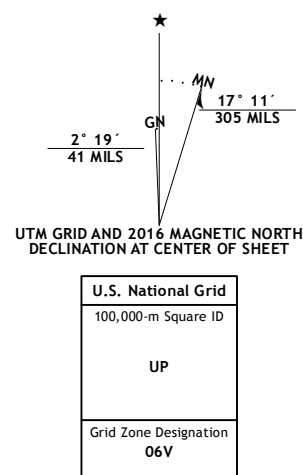 MN
GN
17° 11´
305 MILS
2° 19´
41 MILS
UTM GRID AND 2016 MAGNETIC NORTH
DECLINATION AT CENTER OF SHEET
U.S. National Grid
100,000-m Square ID
UP
Grid Zone Designation
06V